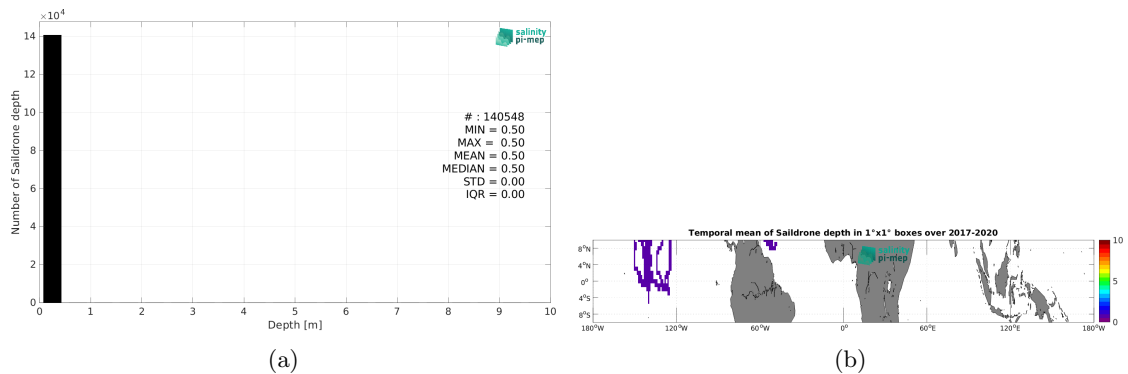 ×10⁴
14
12
10
8
6
4
2
0
Number of Saildrone depth
salinity
pi-mep
# : 140548
MIN = 0.50
MAX = 0.50
MEAN = 0.50
MEDIAN = 0.50
STD = 0.00
IQR = 0.00
0 1 2 3 4 5 6 7 8 9 10
Depth [m]
(a)
Temporal mean of Saildrone depth in 1°x1° boxes over 2017-2020
salinity
pi-mep
8°N
4°N
0°
4°S
8°S
180°W 120°W 60°W 0° 60°E 120°E 180°W
10
5
0
(b)